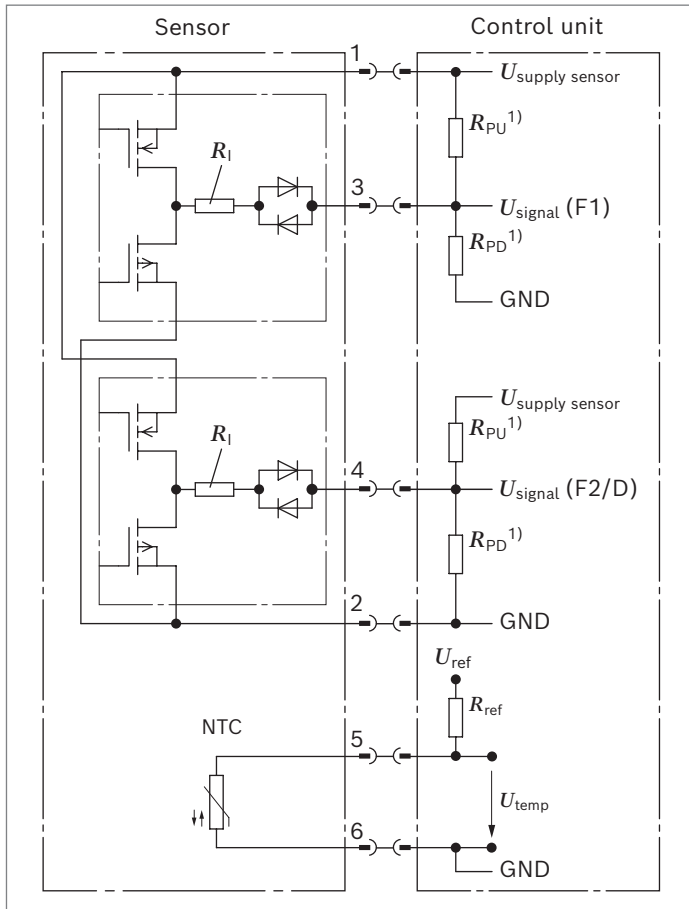 Sensor
Control unit
1
U supply sensor
R PU 1)
R I
3
U signal (F1)
R PD 1)
GND
U supply sensor
R PU 1)
R I
4
U signal (F2/D)
R PD 1)
2
GND
U ref
R ref
NTC
5
U temp
6
GND